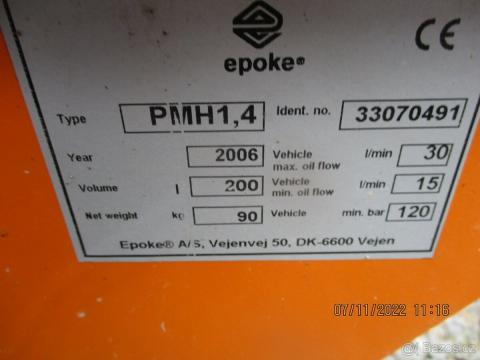 epoke®
CE
Type PMH1,4 Ident. no. 33070491
Year 2006 Vehicle max. oil flow l/min 30
Volume l 200 Vehicle min. oil flow l/min 15
Net weight kg 90 Vehicle min. bar 120
Epoke® A/S, Vejenvej 50, DK-6600 Vejen
07/11/2022 11:16
Bazos.cz